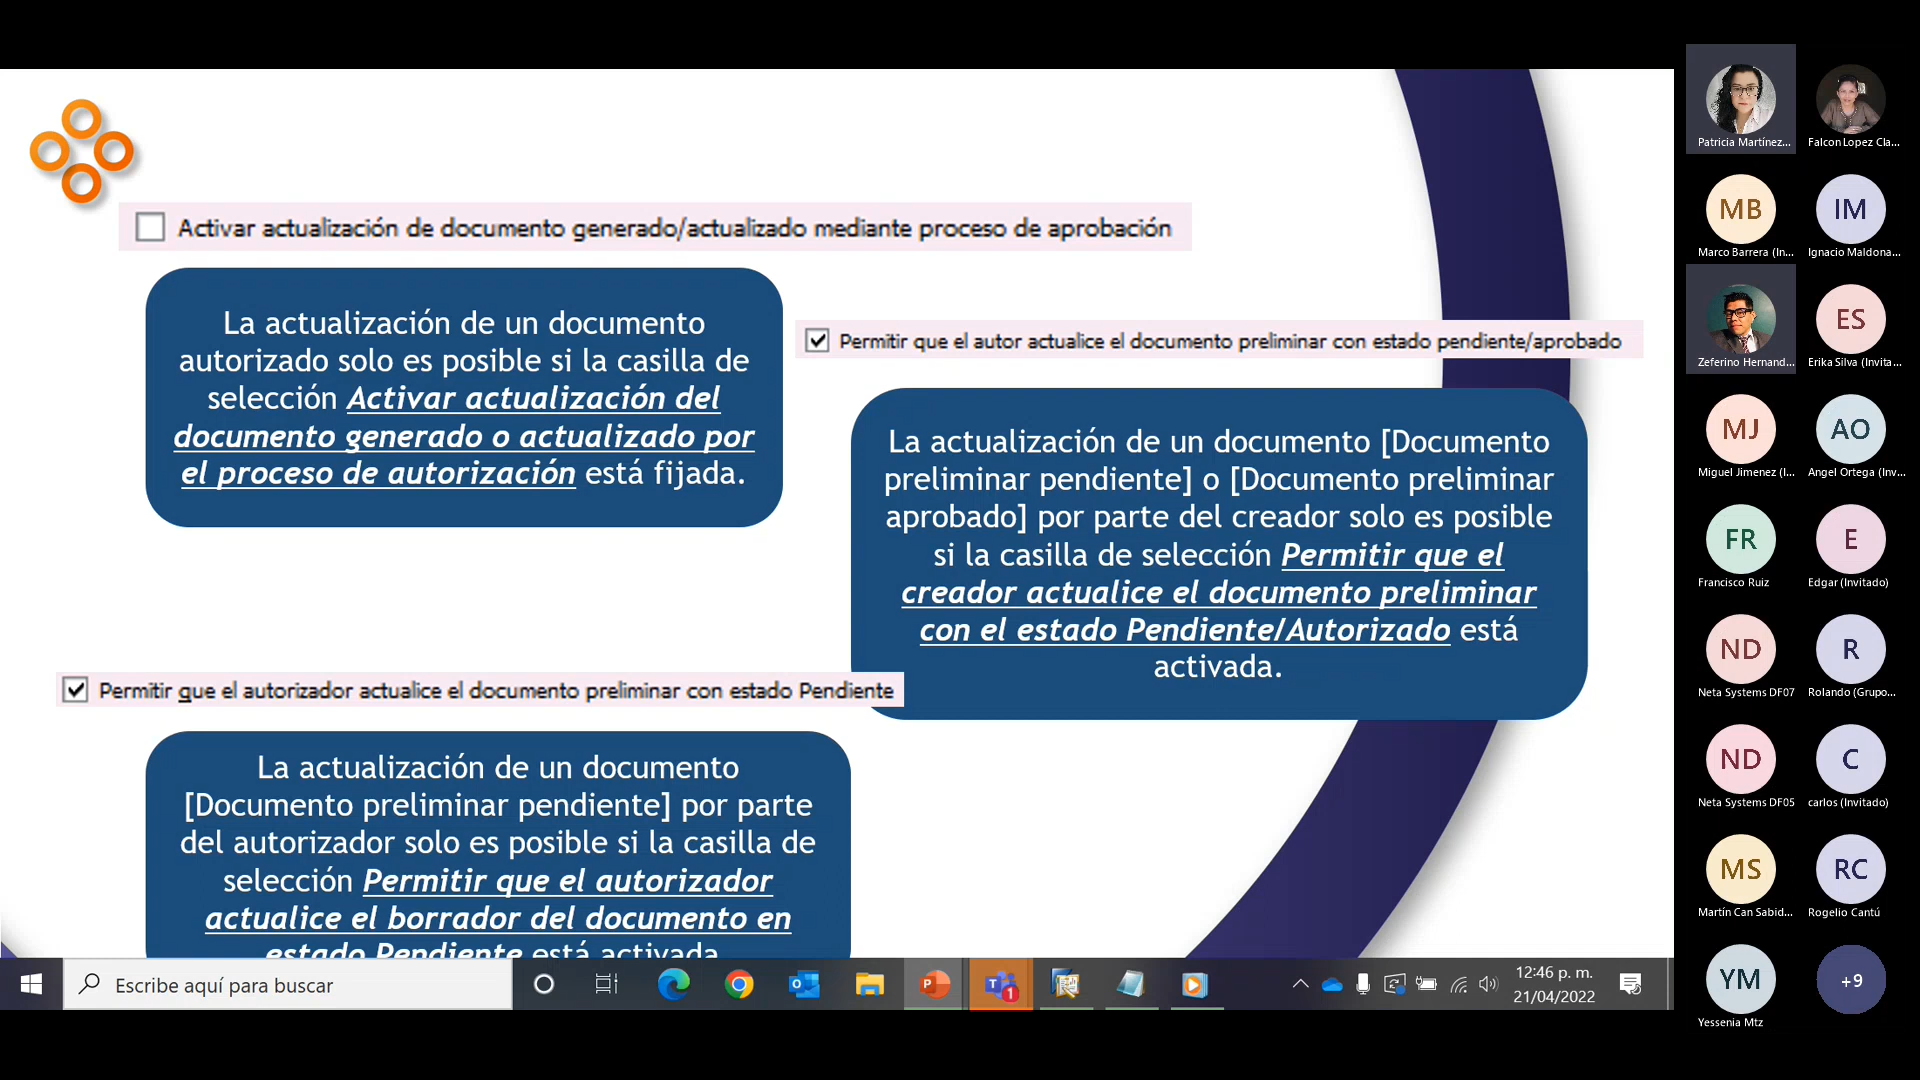 Activar actualización de documento generado/actualizado mediante proceso de aprobación
La actualización de un documento
autorizado solo es posible si la casilla de
selección Activar actualización del
documento generado o actualizado por
el proceso de autorización está fijada.
Permitir que el autor actualice el documento preliminar con estado pendiente/aprobado
La actualización de un documento [Documento
preliminar pendiente] o [Documento preliminar
aprobado] por parte del creador solo es posible
si la casilla de selección Permitir que el
creador actualice el documento preliminar
con el estado Pendiente/Autorizado está
activada.
Permitir que el autorizador actualice el documento preliminar con estado Pendiente
La actualización de un documento
[Documento preliminar pendiente] por parte
del autorizador solo es posible si la casilla de
selección Permitir que el autorizador
actualice el borrador del documento en
estado Pendiente está activada.
Escribe aquí para buscar
1
12:46 p. m.
21/04/2022
Patricia Martínez...
Falcon Lopez Cla...
MB
IM
Marco Barrera (In...
Ignacio Maldona...
ES
Zeferino Hernand...
Erika Silva (Invita...
MJ
AO
Miguel Jimenez (I...
Angel Ortega (Inv...
FR
E
Francisco Ruiz
Edgar (Invitado)
ND
R
Neta Systems DF07
Rolando (Grupo...
ND
C
Neta Systems DF05
carlos (Invitado)
MS
RC
Martín Can Sabid...
Rogelio Cantú
YM
+9
Yessenia Mtz